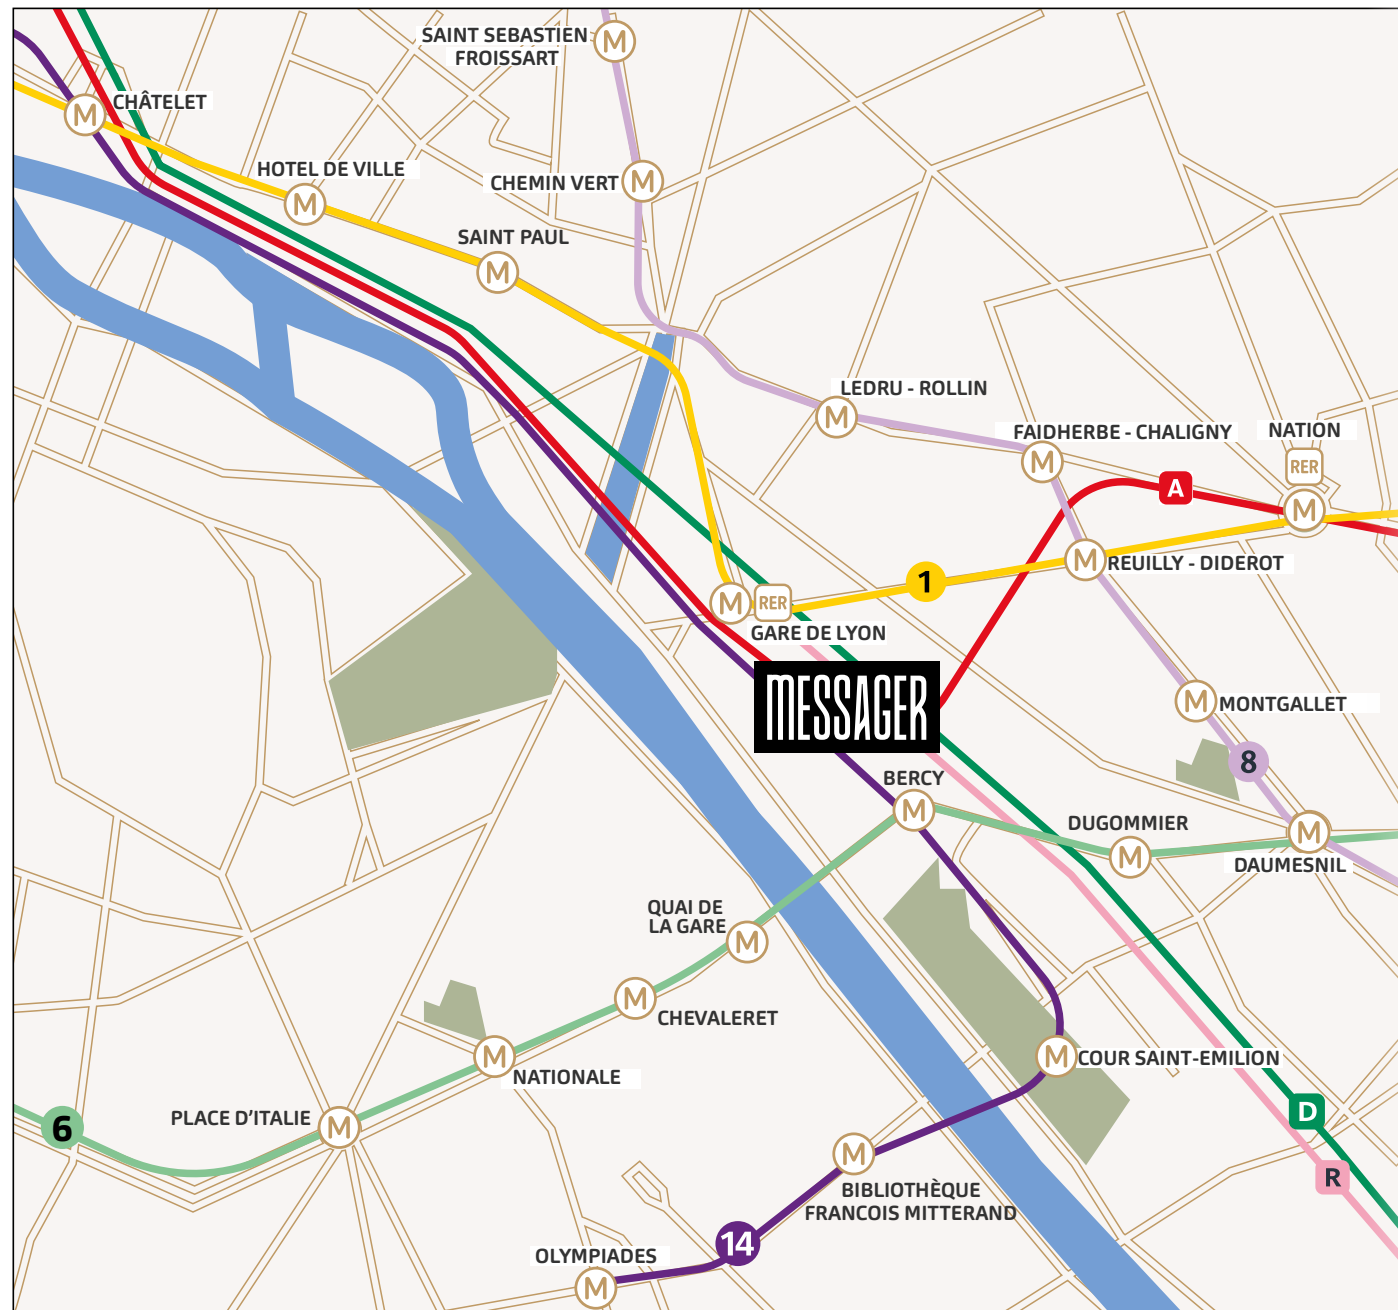 SAINT SEBASTIEN
FROISSART
M
CHÂTELET
M
HOTEL DE VILLE
M
CHEMIN VERT
M
SAINT PAUL
M
LEDRU - ROLLIN
M
FAIDHERBE - CHALIGNY
M
NATION
RER
M
A
REUILLY - DIDEROT
M
1
M
RER
GARE DE LYON
MESSAGER
MONTGALLET
M
8
BERCY
M
DUGOMMIER
M
M
DAUMESNIL
QUAI DE
LA GARE
M
M
CHEVALERET
M
NATIONALE
COUR SAINT-EMILION
M
PLACE D'ITALIE
M
6
D
R
M
BIBLIOTHÈQUE
FRANCOIS MITTERAND
14
OLYMPIADES
M